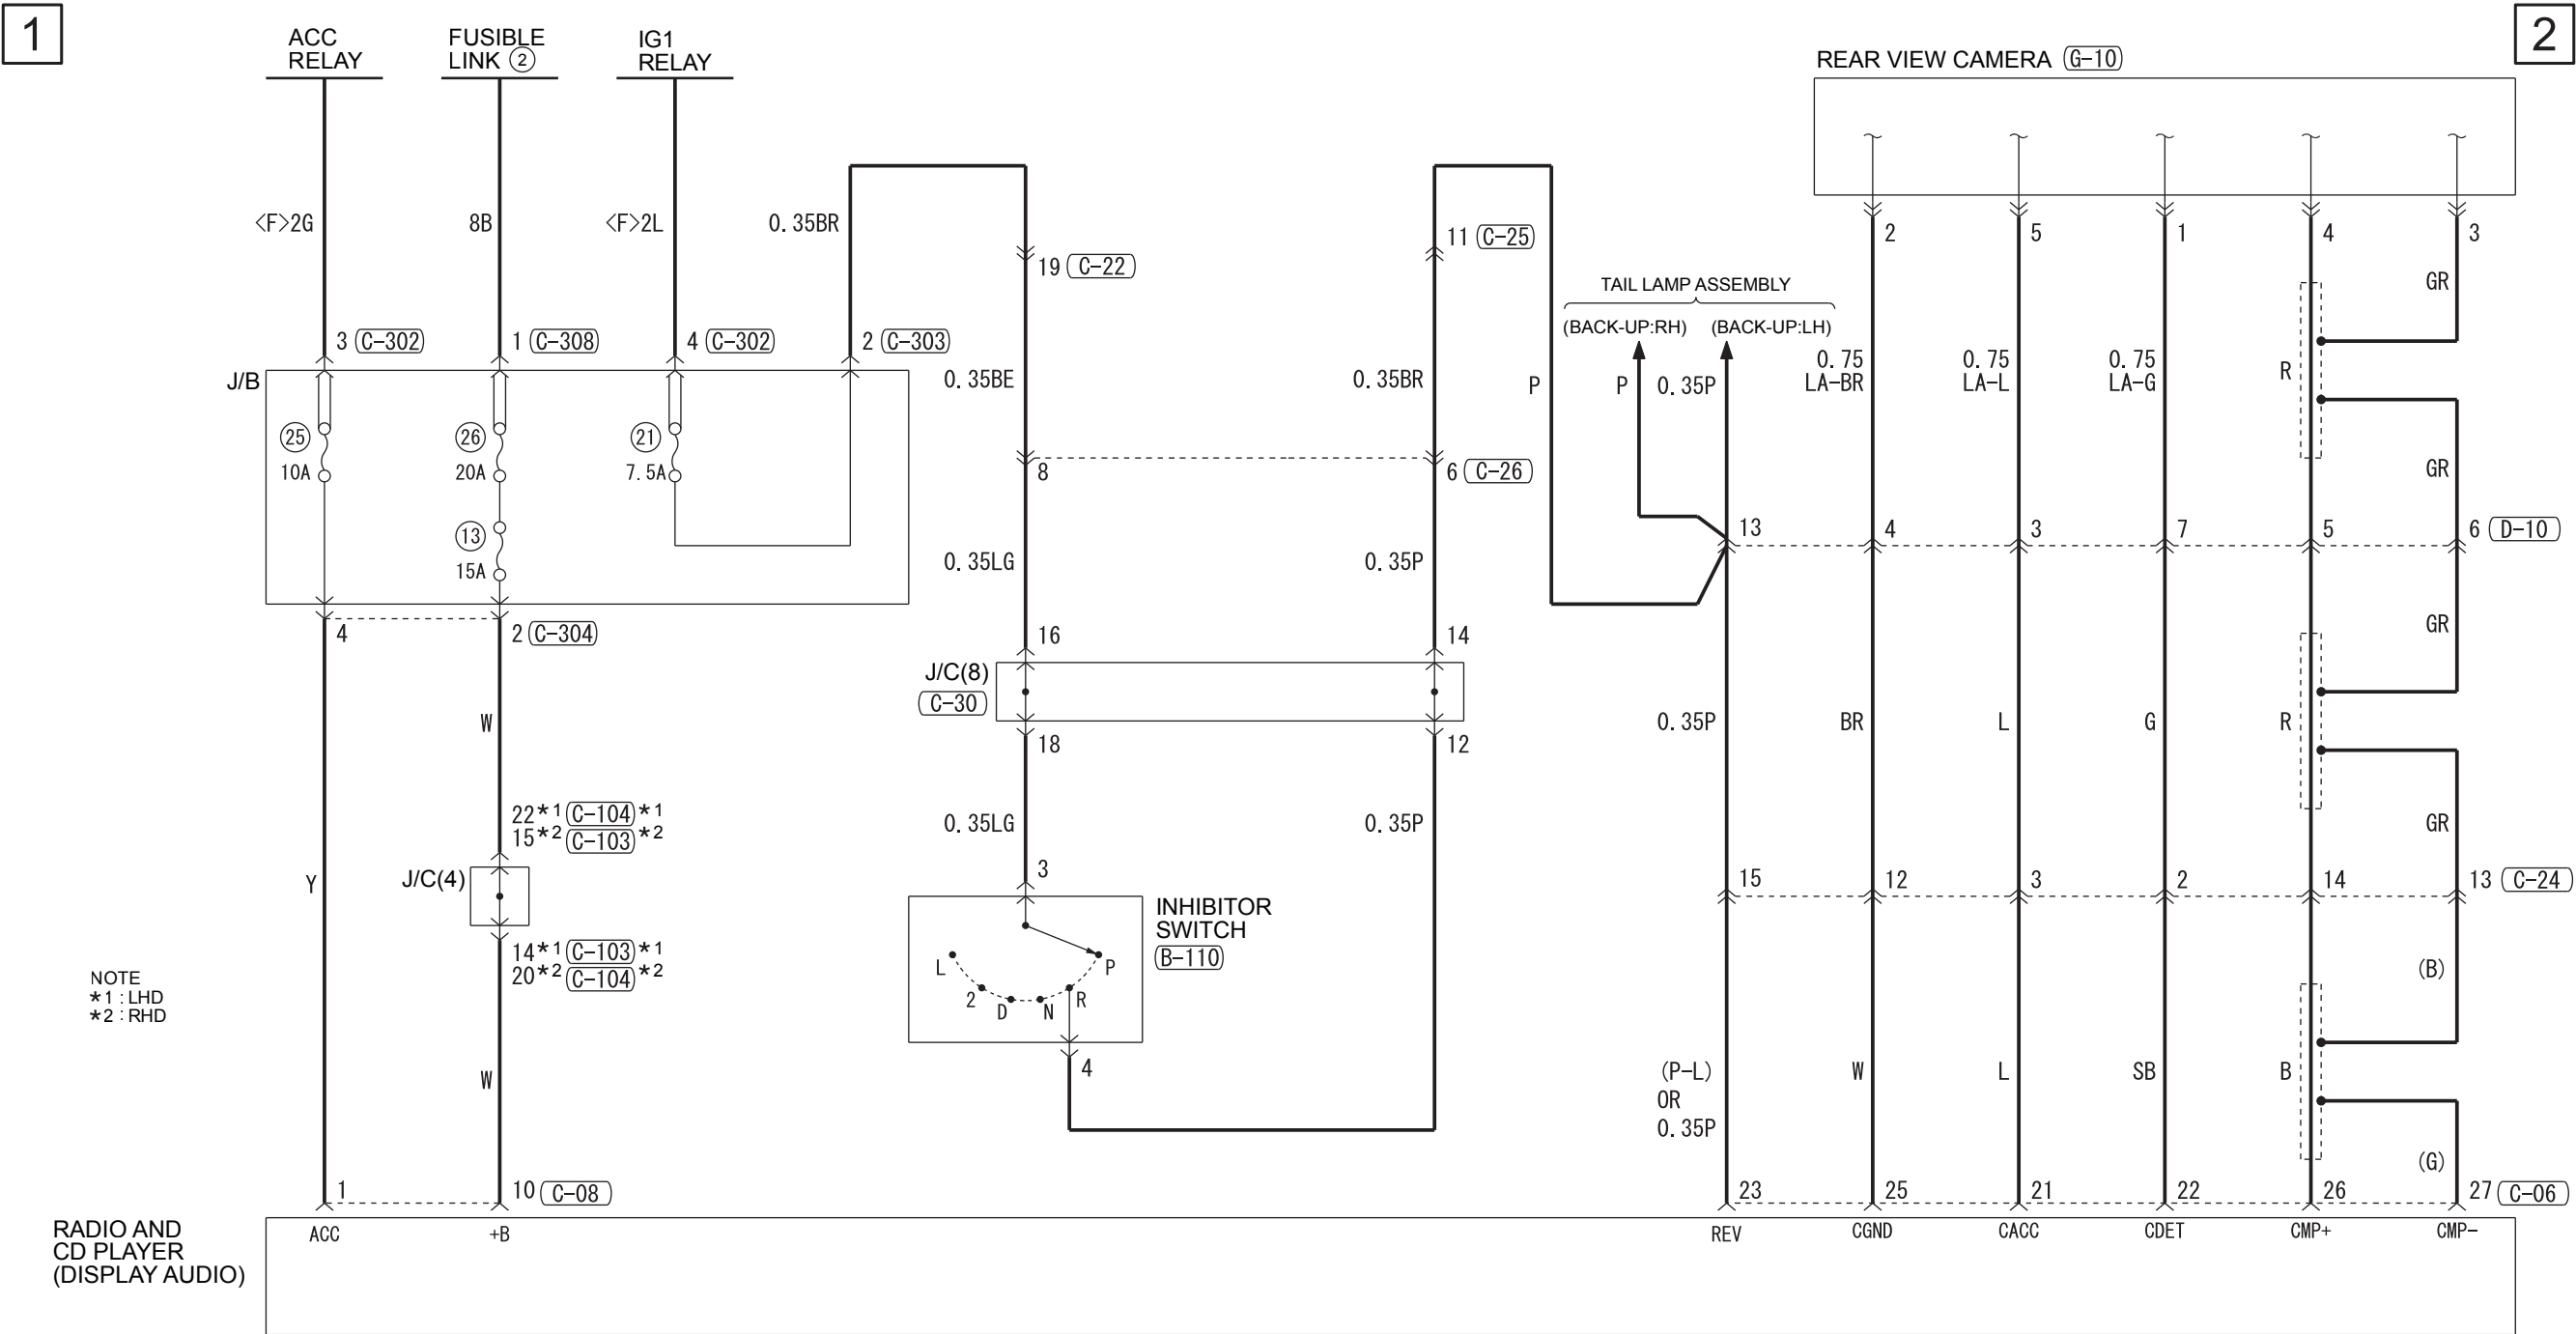 1
2
ACC
RELAY
FUSIBLE
LINK ②
IG1
RELAY
REAR VIEW CAMERA G-10
<F>2G
8B
<F>2L
0.35BR
19 C-22
11 C-25
2
5
1
4
3
TAIL LAMP ASSEMBLY
(BACK-UP:RH) (BACK-UP:LH)
GR
3 C-302
1 C-308
4 C-302
2 C-303
J/B
0.35BE
0.35BR
P
P
0.35P
0.75
LA-BR
0.75
LA-L
0.75
LA-G
R
25
10A
26
20A
21
7.5A
8
6 C-26
GR
13
15A
13
4
3
7
5
6 D-10
0.35LG
0.35P
4
2 C-304
16
14
GR
J/C(8)
C-30
W
18
12
0.35P
BR
L
G
R
22*1 C-104 *1
15*2 C-103 *2
0.35LG
0.35P
GR
Y
J/C(4)
3
15
12
3
2
14
13 C-24
INHIBITOR
SWITCH
B-110
14*1 C-103 *1
20*2 C-104 *2
L
2
D
N
R
P
(B)
NOTE
*1 : LHD
*2 : RHD
W
4
(P-L)
OR
0.35P
W
L
SB
B
(G)
1
10 C-08
23
25
21
22
26
27 C-06
RADIO AND
CD PLAYER
(DISPLAY AUDIO)
ACC
+B
REV
CGND
CACC
CDET
CMP+
CMP-